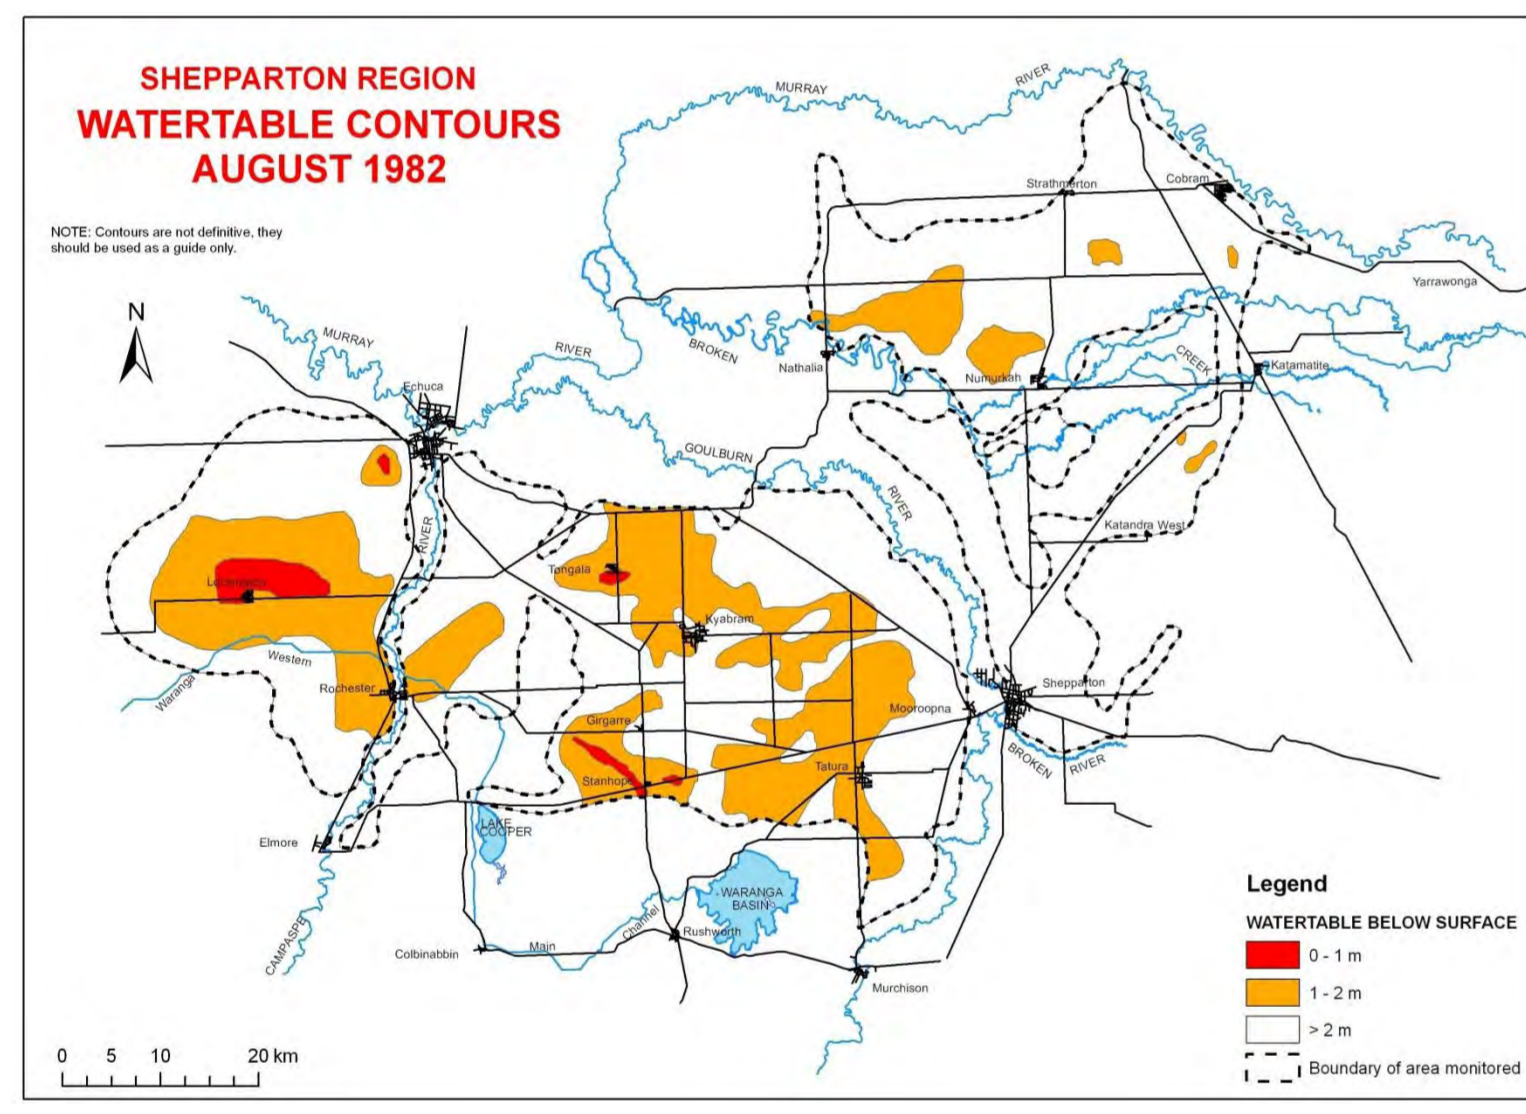 SHEPPARTON REGION
WATERTABLE CONTOURS
AUGUST 1982
NOTE: Contours are not definitive, they
should be used as a guide only.
N
MURRAY
RIVER
Strathmerton
Cobram
Yarrawonga
MURRAY
RIVER
BROKEN
CREEK
Nathalia
Numurkah
Katamatite
Echuca
GOULBURN
RIVER
Katandra West
RIVER
Tongala
Kyabram
Western
Waranga
Rochester
Girgarre
Mooroopna
Shepparton
BROKEN
RIVER
Stanhope
Tatura
Elmore
LAKE
COOPER
WARANGA
BASIN
CAMPASPE
Colbinabbin
Main
Channel
Rushworth
Murchison
Legend
WATERTABLE BELOW SURFACE
0 - 1 m
1 - 2 m
> 2 m
Boundary of area monitored
0 5 10 20 km